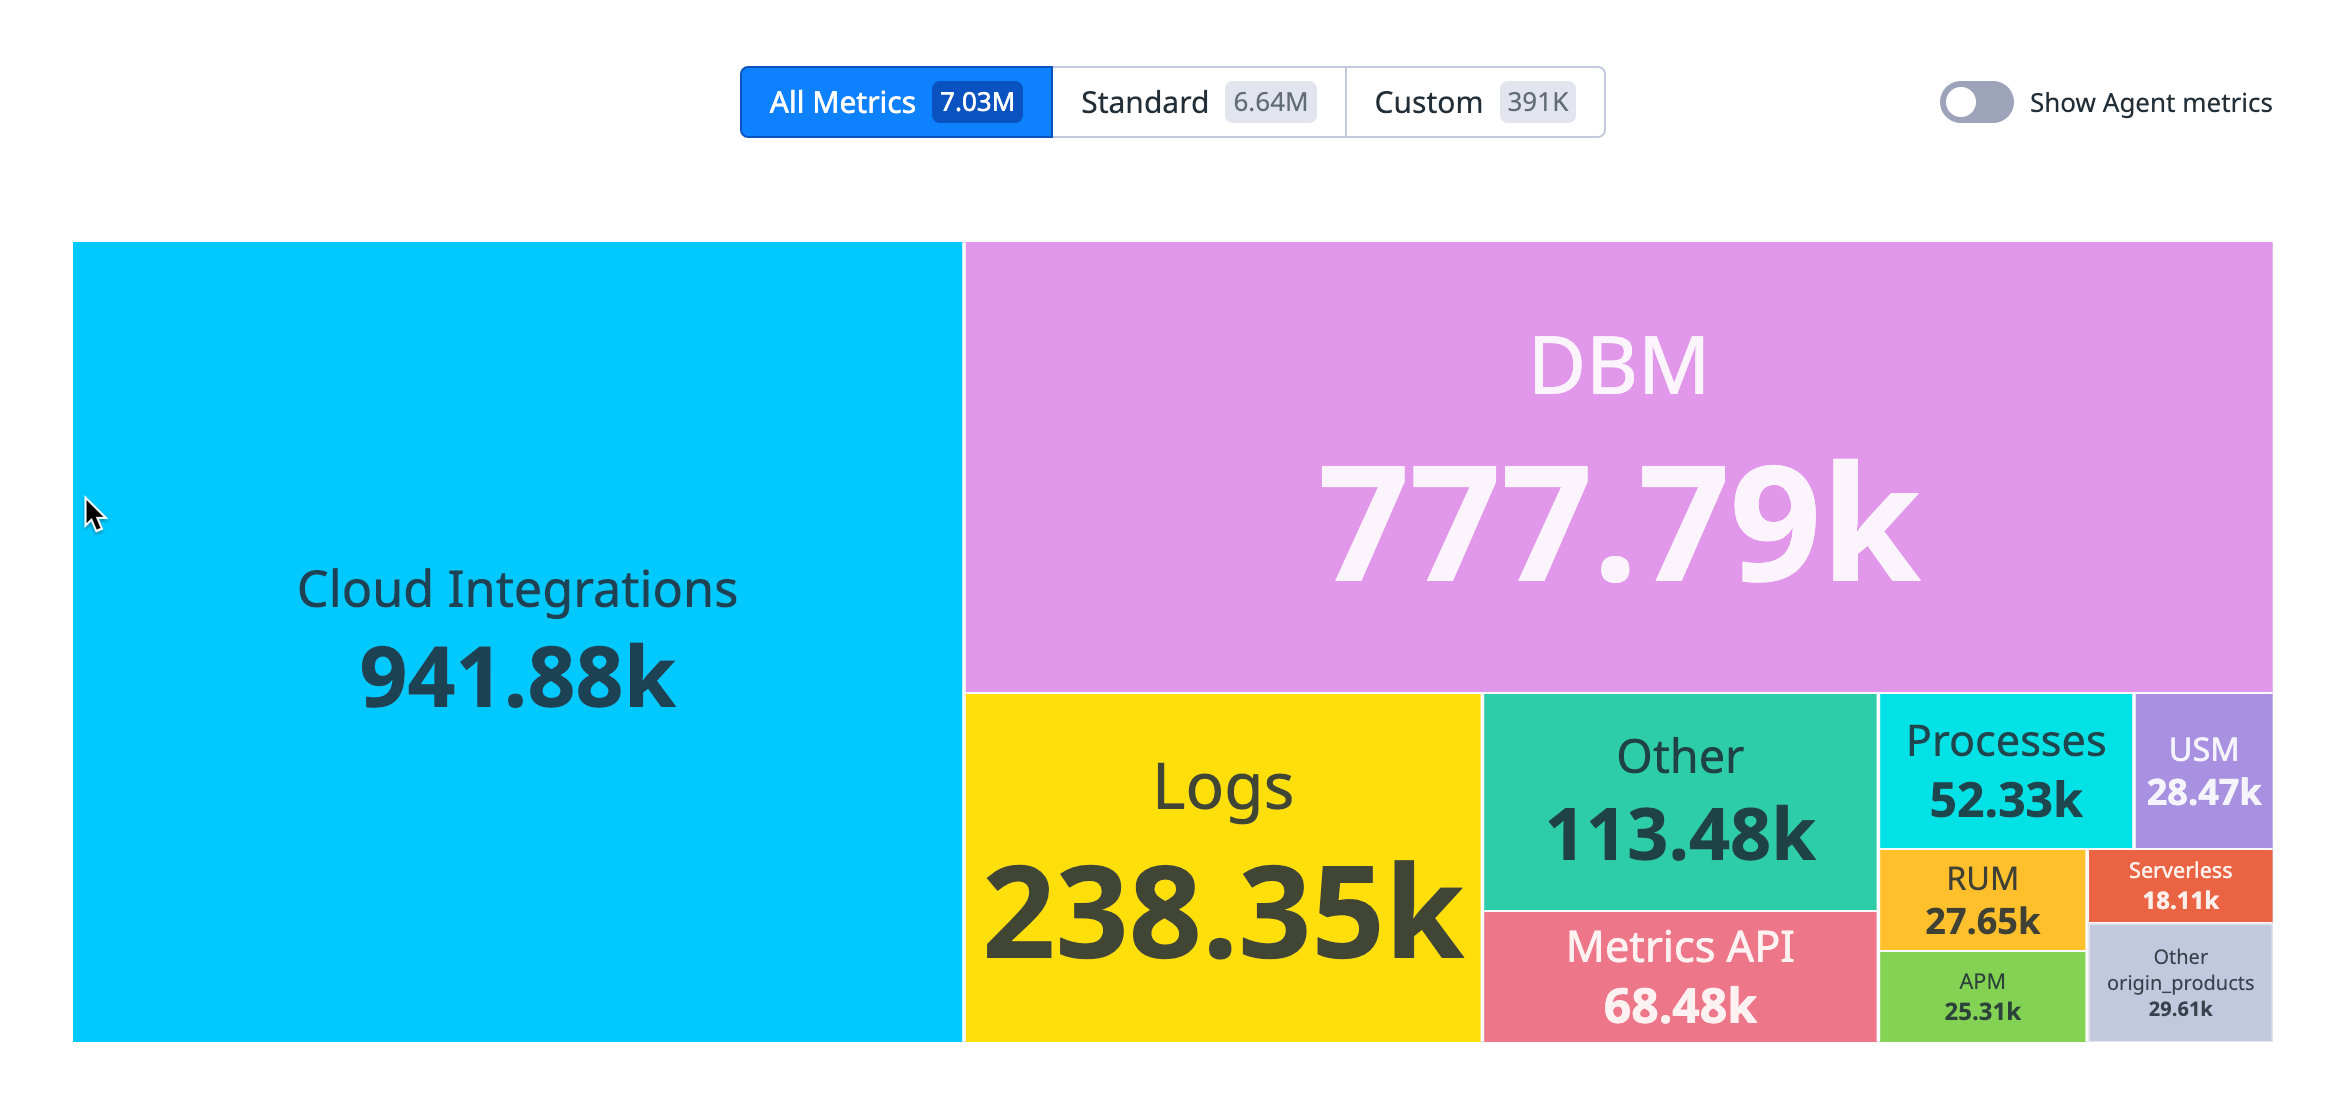 All Metrics 7.03M Standard 6.64M Custom 391K Show Agent metrics
Cloud Integrations
941.88k
DBM
777.79k
Logs
238.35k
Other
113.48k
Metrics API
68.48k
Processes
52.33k
USM
28.47k
RUM
27.65k
APM
25.31k
Serverless
18.11k
Other
origin_products
29.61k